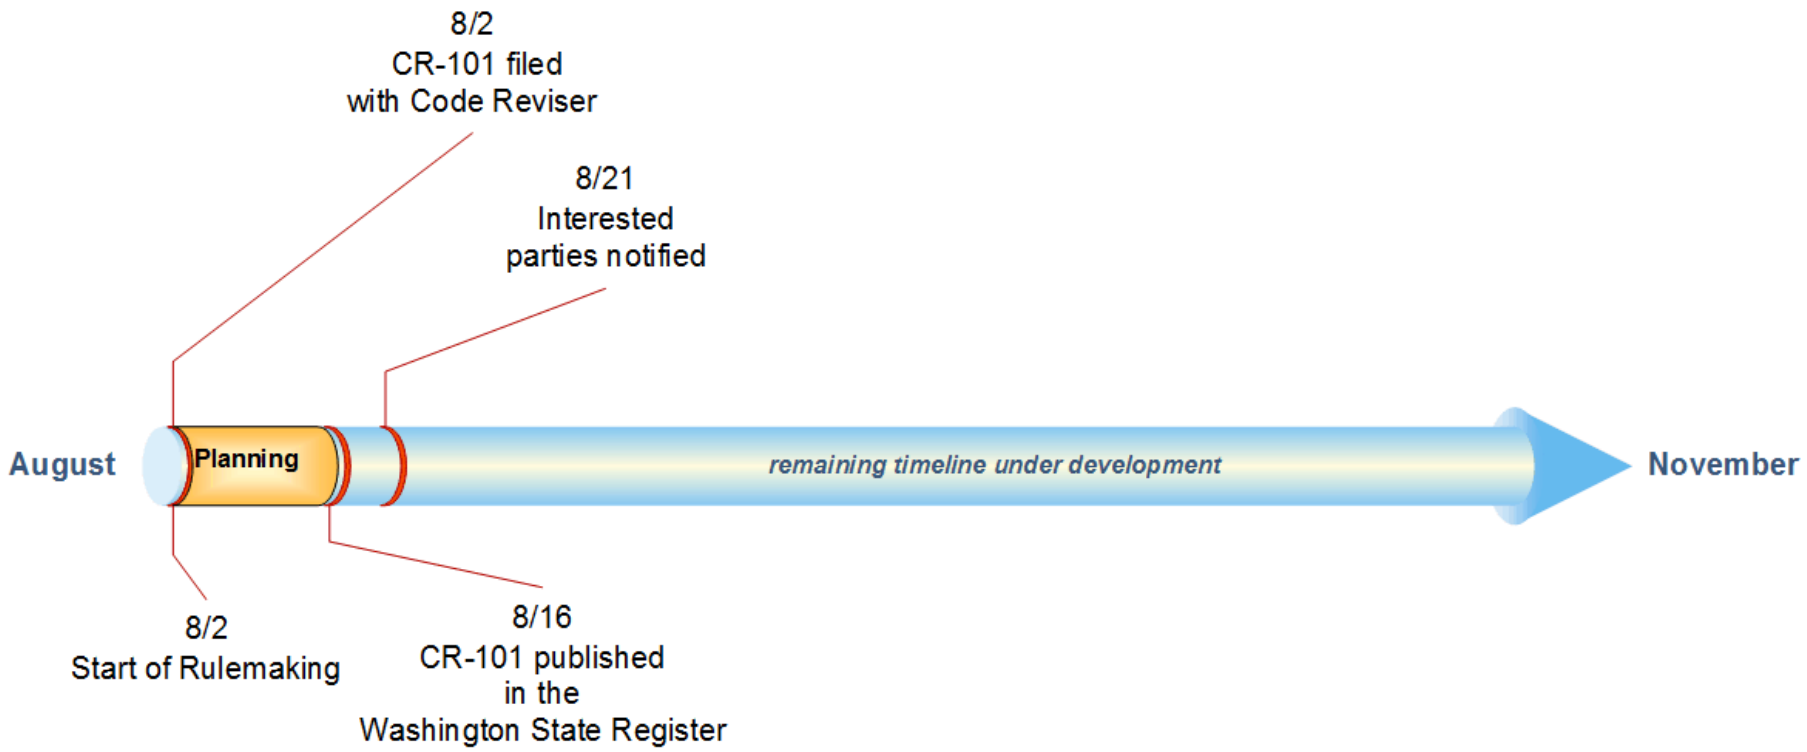 8/2
CR-101 filed
with Code Reviser
8/21
Interested
parties notified
August
Planning
remaining timeline under development
November
8/2
Start of Rulemaking
8/16
CR-101 published
in the
Washington State Register